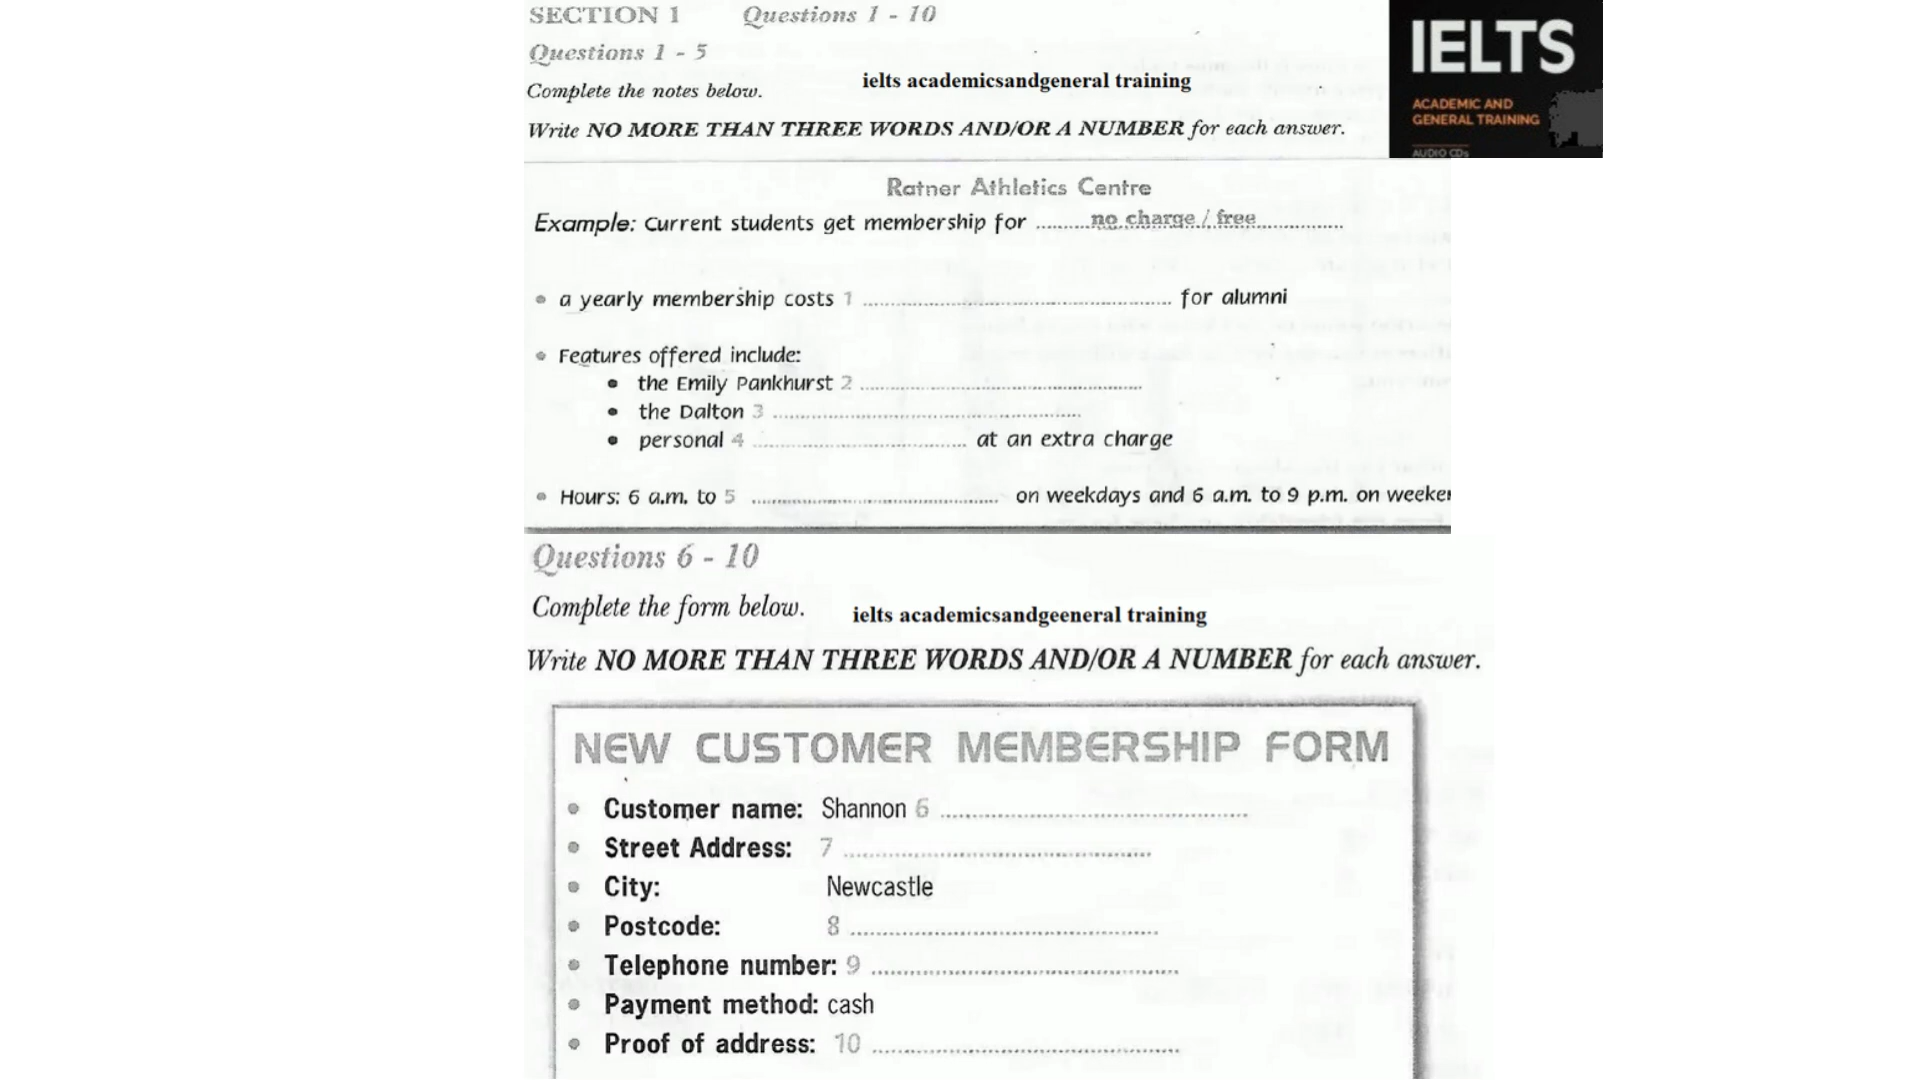 SECTION 1 Questions 1 - 10
Questions 1 - 5
Complete the notes below.
ielts academicsandgeneral training
Write NO MORE THAN THREE WORDS AND/OR A NUMBER for each answer.
IELTS
ACADEMIC AND
GENERAL TRAINING
AUDIO CDs
Ratner Athletics Centre
Example: Current students get membership for ..........no charge / free................
• a yearly membership costs 1 .................................................... for alumni
• Features offered include:
• the Emily Pankhurst 2 ................................................
• the Dalton 3 ....................................................
• personal 4 .................................... at an extra charge
• Hours: 6 a.m. to 5 .......................................... on weekdays and 6 a.m. to 9 p.m. on weeke
Questions 6 - 10
Complete the form below.
ielts academicsandgeeneral training
Write NO MORE THAN THREE WORDS AND/OR A NUMBER for each answer.
NEW CUSTOMER MEMBERSHIP FORM
• Customer name: Shannon 6 ....................................................
• Street Address: 7 ....................................................
• City: Newcastle
• Postcode: 8 ....................................................
• Telephone number: 9 ....................................................
• Payment method: cash
• Proof of address: 10 ....................................................